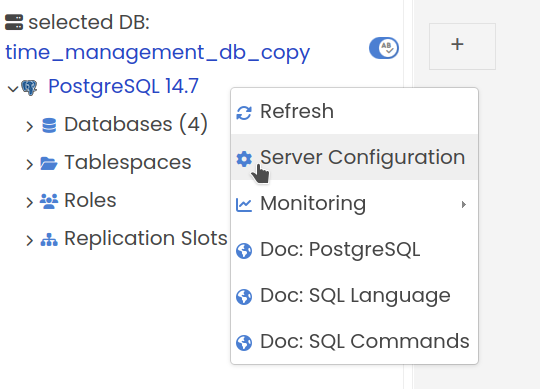 selected DB:
time_management_db_copy
AB
+
PostgreSQL 14.7
Refresh
Databases (4)
Server Configuration
Tablespaces
Monitoring
Roles
Doc: PostgreSQL
Replication Slots
Doc: SQL Language
Doc: SQL Commands